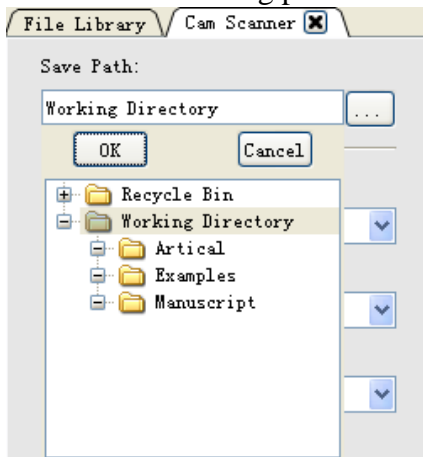 File Library Cam Scanner
Save Path:
Working Directory ...
OK Cancel
Recycle Bin
Working Directory
Artical
Examples
Manuscript